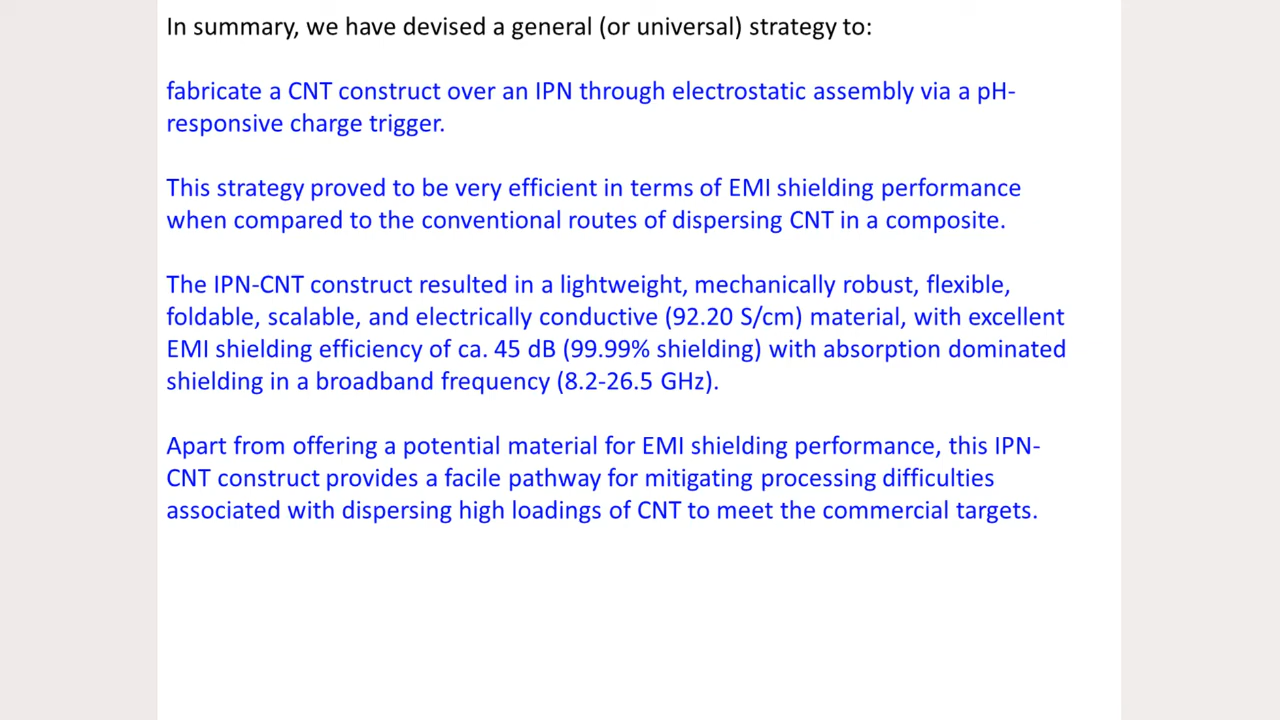 In summary, we have devised a general (or universal) strategy to:
fabricate a CNT construct over an IPN through electrostatic assembly via a pH-
responsive charge trigger.
This strategy proved to be very efficient in terms of EMI shielding performance
when compared to the conventional routes of dispersing CNT in a composite.
The IPN-CNT construct resulted in a lightweight, mechanically robust, flexible,
foldable, scalable, and electrically conductive (92.20 S/cm) material, with excellent
EMI shielding efficiency of ca. 45 dB (99.99% shielding) with absorption dominated
shielding in a broadband frequency (8.2-26.5 GHz).
Apart from offering a potential material for EMI shielding performance, this IPN-
CNT construct provides a facile pathway for mitigating processing difficulties
associated with dispersing high loadings of CNT to meet the commercial targets.